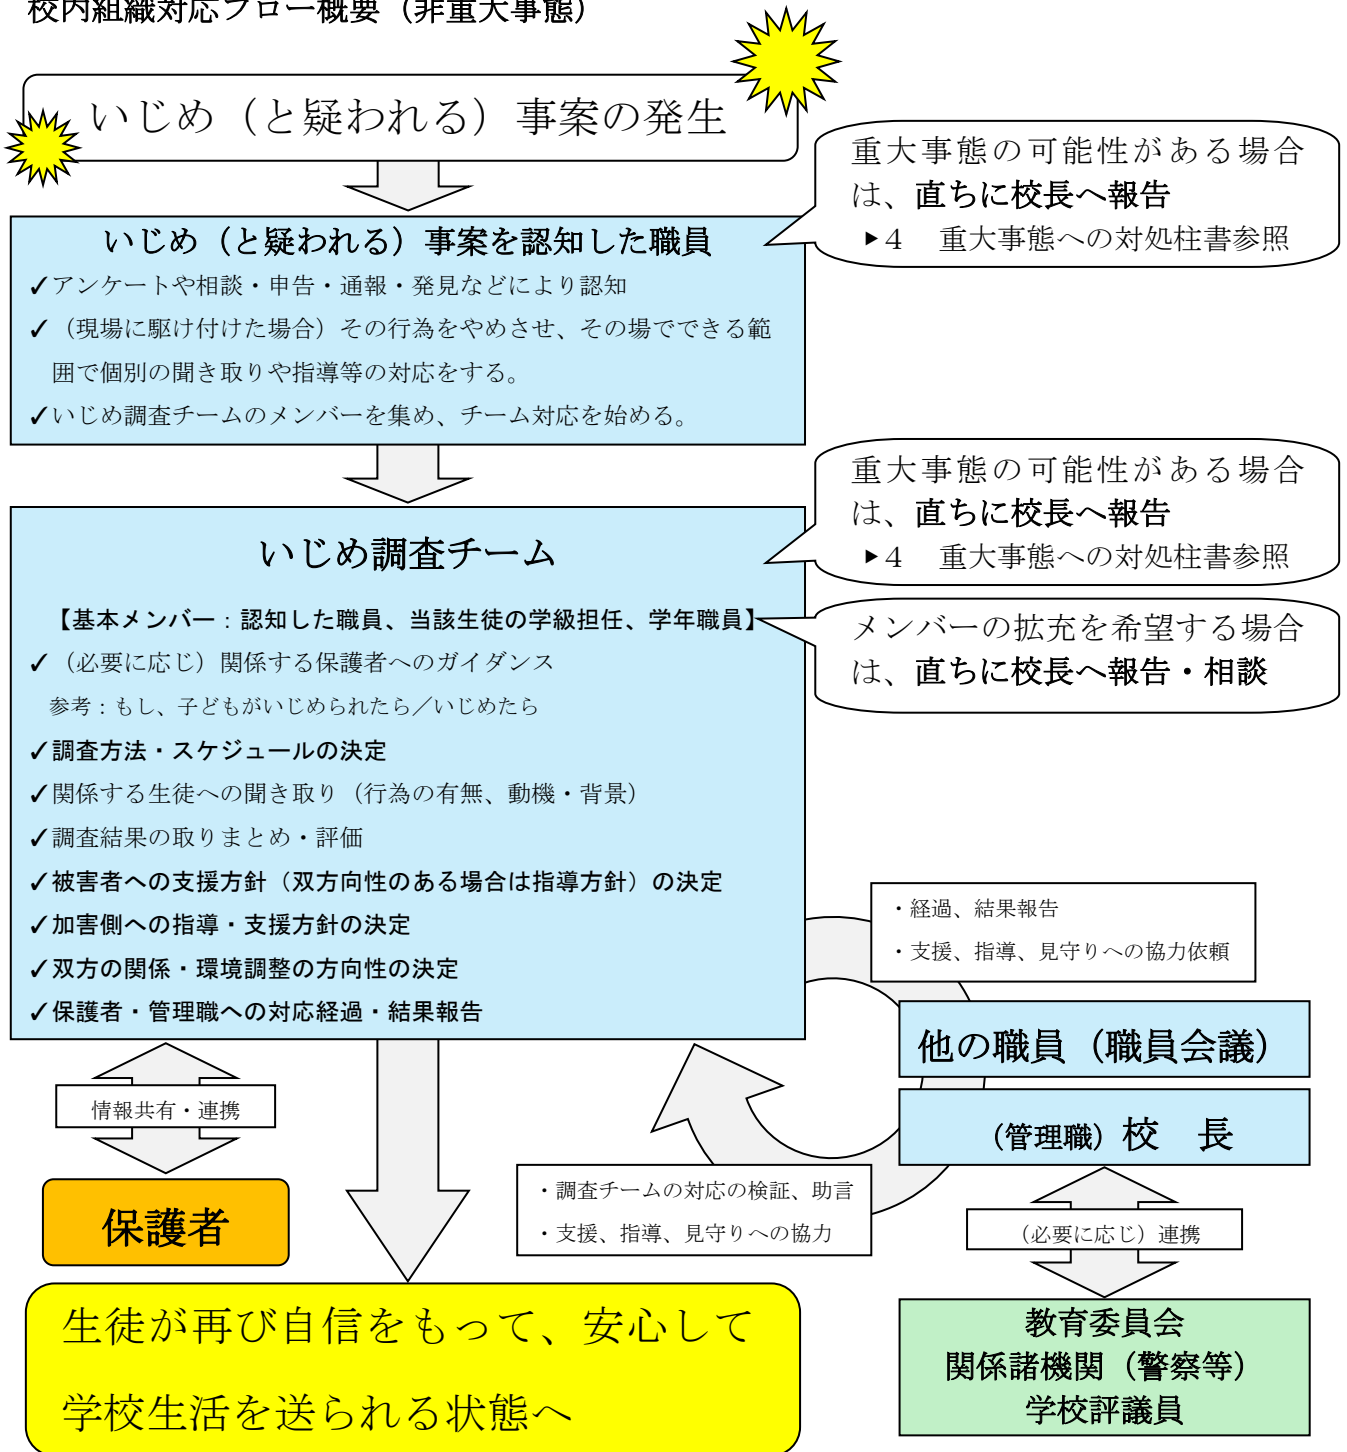 校内組織対応フロー概要（非重大事態）
いじめ（と疑われる）事案の発生
重大事態の可能性がある場合
は、直ちに校長へ報告
▶4　重大事態への対処柱書参照
いじめ（と疑われる）事案を認知した職員
✓アンケートや相談・申告・通報・発見などにより認知
✓（現場に駆け付けた場合）その行為をやめさせ、その場でできる範
囲で個別の聞き取りや指導等の対応をする。
✓いじめ調査チームのメンバーを集め、チーム対応を始める。
重大事態の可能性がある場合
は、直ちに校長へ報告
▶4　重大事態への対処柱書参照
いじめ調査チーム
【基本メンバー：認知した職員、当該生徒の学級担任、学年職員】
メンバーの拡充を希望する場合
は、直ちに校長へ報告・相談
✓（必要に応じ）関係する保護者へのガイダンス
参考：もし、子どもがいじめられたら／いじめたら
✓調査方法・スケジュールの決定
✓関係する生徒への聞き取り（行為の有無、動機・背景）
✓調査結果の取りまとめ・評価
✓被害者への支援方針（双方向性のある場合は指導方針）の決定
✓加害側への指導・支援方針の決定
✓双方の関係・環境調整の方向性の決定
✓保護者・管理職への対応経過・結果報告
・経過、結果報告
・支援、指導、見守りへの協力依頼
他の職員（職員会議）
（管理職）校　長
情報共有・連携
保護者
・調査チームの対応の検証、助言
・支援、指導、見守りへの協力
（必要に応じ）連携
教育委員会
関係諸機関（警察等）
学校評議員
生徒が再び自信をもって、安心して
学校生活を送られる状態へ